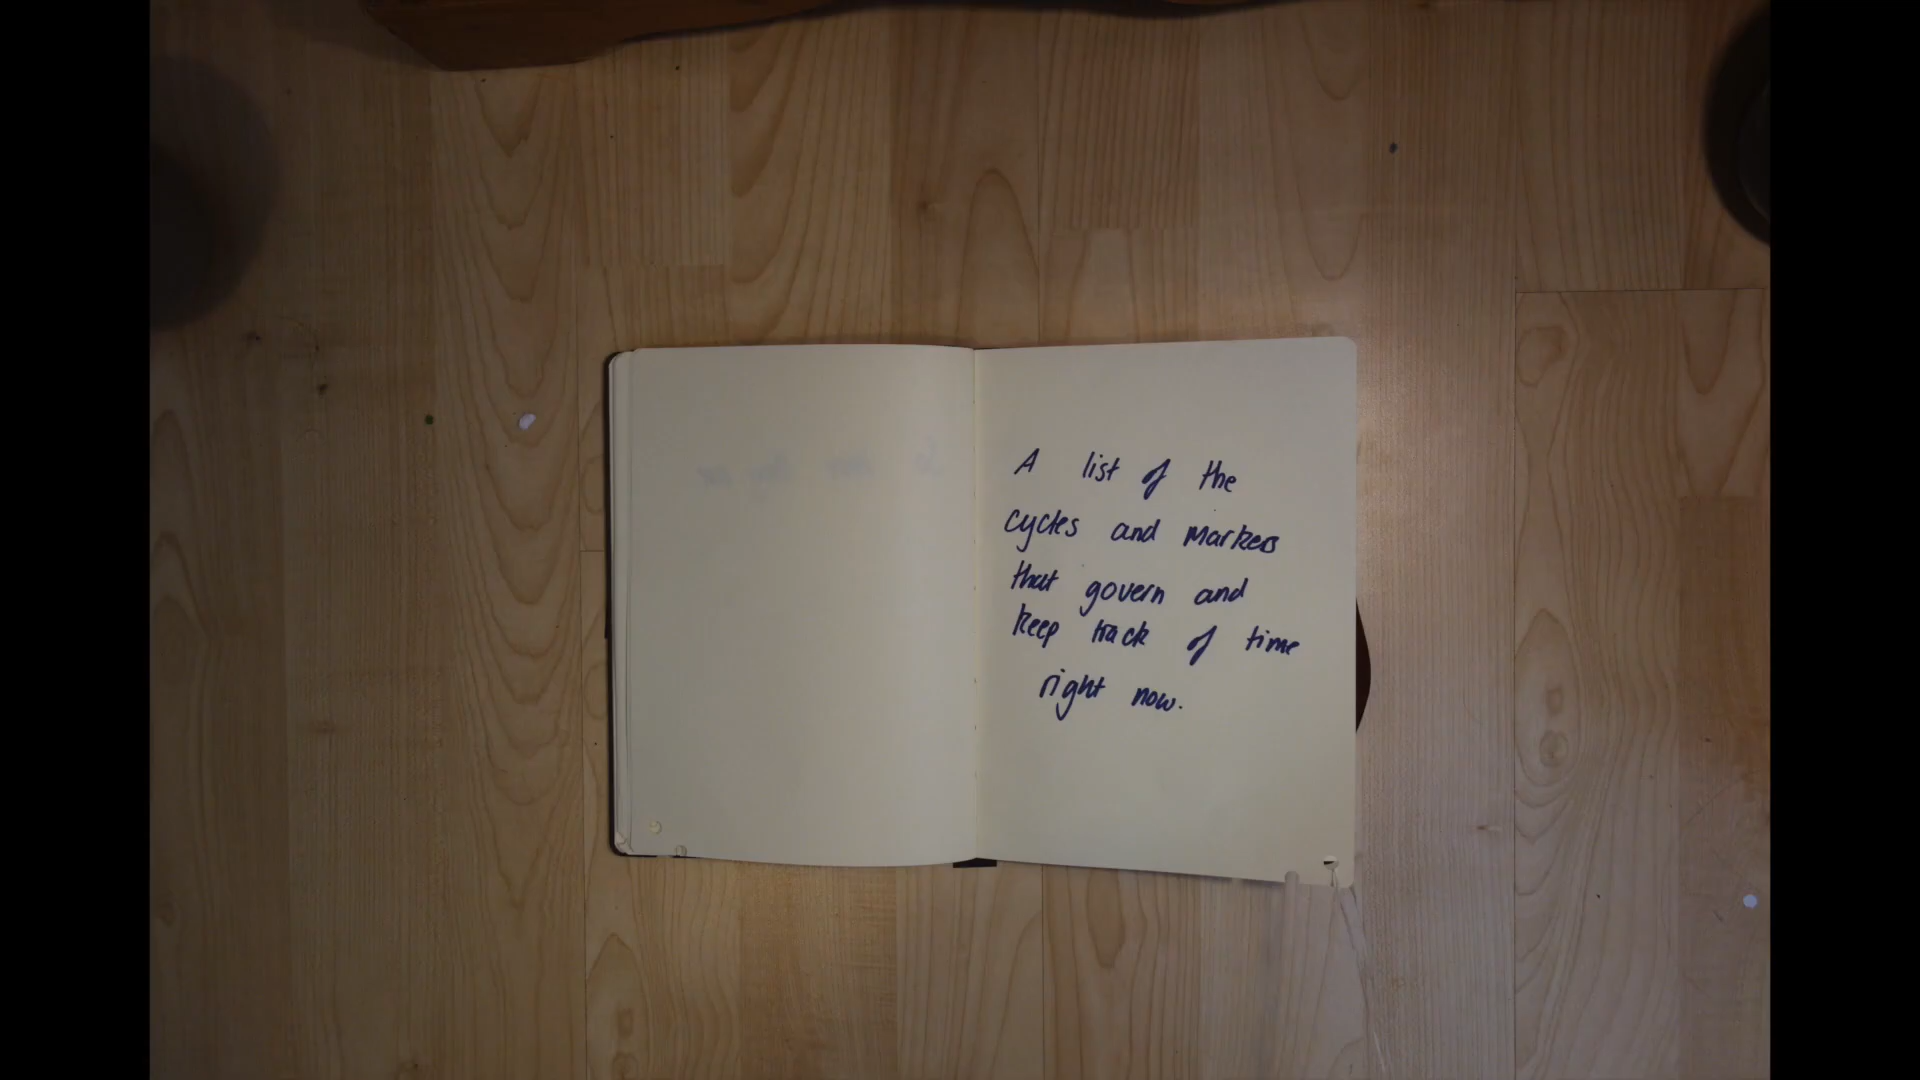 A list of the
cycles and markers
that govern and
keep track of time
right now.